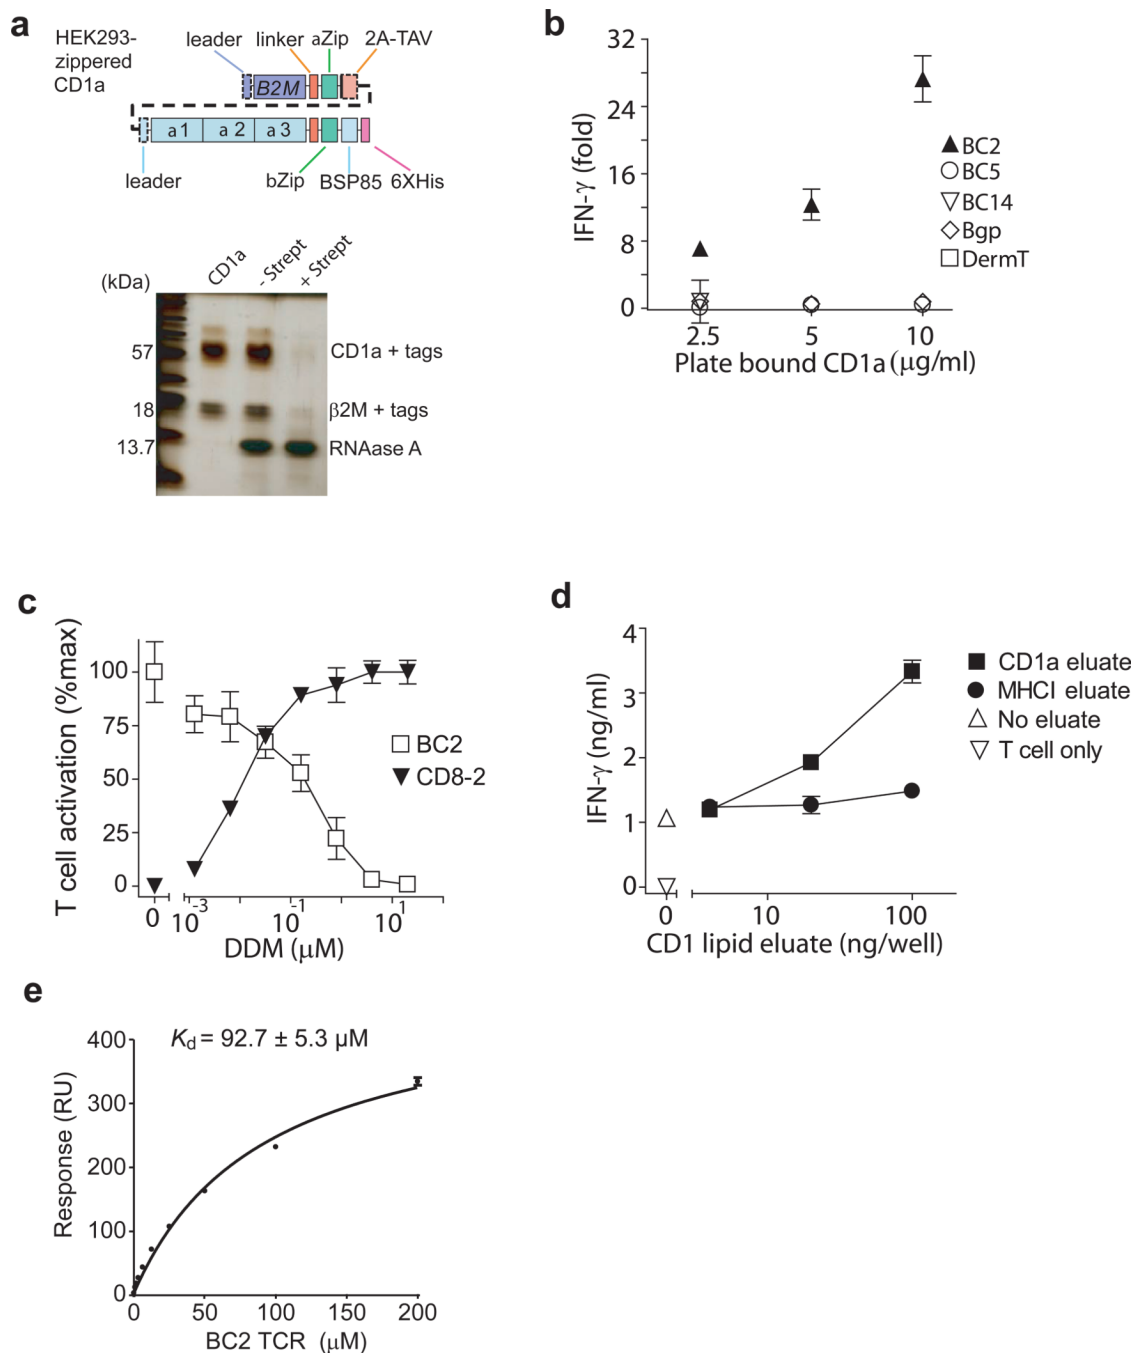 a
HEK293-
zippered
CD1a
leader linker aZip 2A-TAV
B2M
a 1 a 2 a 3
leader
bZip BSP85 6XHis
(kDa)
CD1a
- Strept
+ Strept
57
CD1a + tags
18
β2M + tags
13.7
RNAase A
b
IFN-γ (fold)
32
24
16
8
0
2.5 5 10
Plate bound CD1a (μg/ml)
BC2
BC5
BC14
Bgp
DermT
c
T cell activation (%max)
100
75
50
25
0
0 10-3 10-1 101
DDM (μM)
BC2
CD8-2
d
IFN-γ (ng/ml)
4
3
2
1
0
0 10 100
CD1 lipid eluate (ng/well)
CD1a eluate
MHCI eluate
No eluate
T cell only
e
Kd = 92.7 ± 5.3 μM
Response (RU)
400
300
200
100
0
0 50 100 150 200
BC2 TCR (μM)